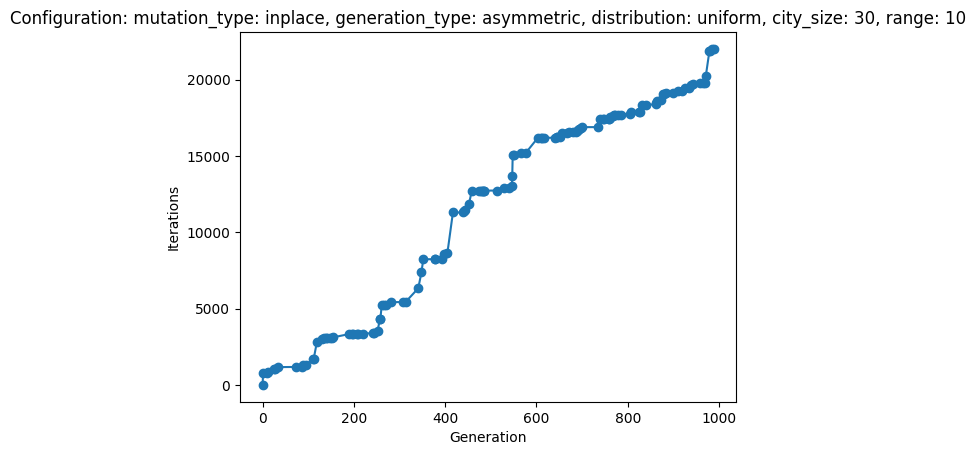 Configuration: mutation_type: inplace, generation_type: asymmetric, distribution: uniform, city_size: 30, range: 10
20000
15000
10000
5000
0
Iterations
0 200 400 600 800 1000
Generation